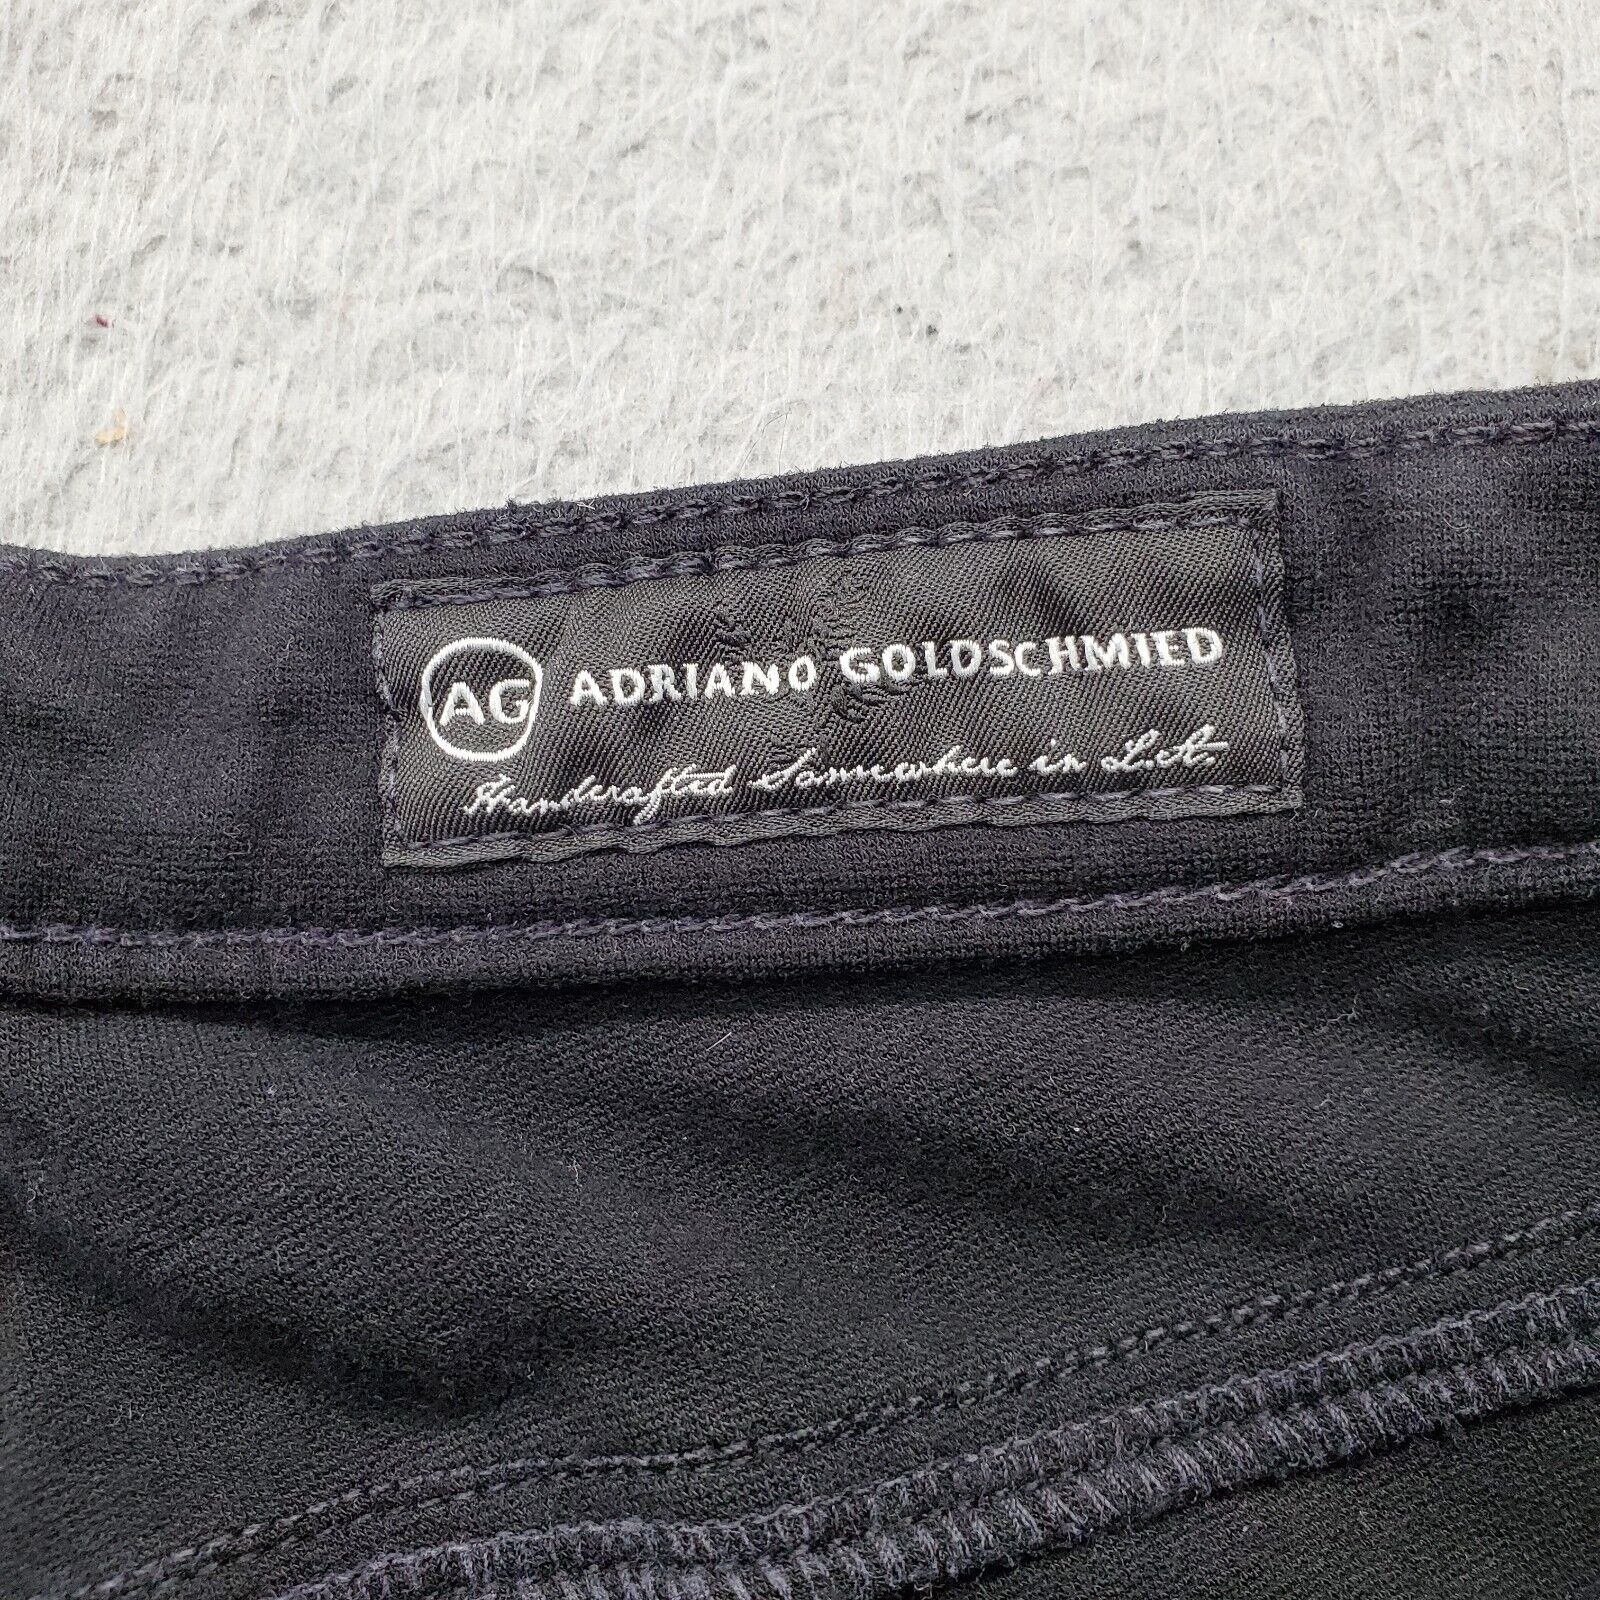 AG ADRIANO GOLDSCHMIED
Handcrafted Somewhere in L.A.